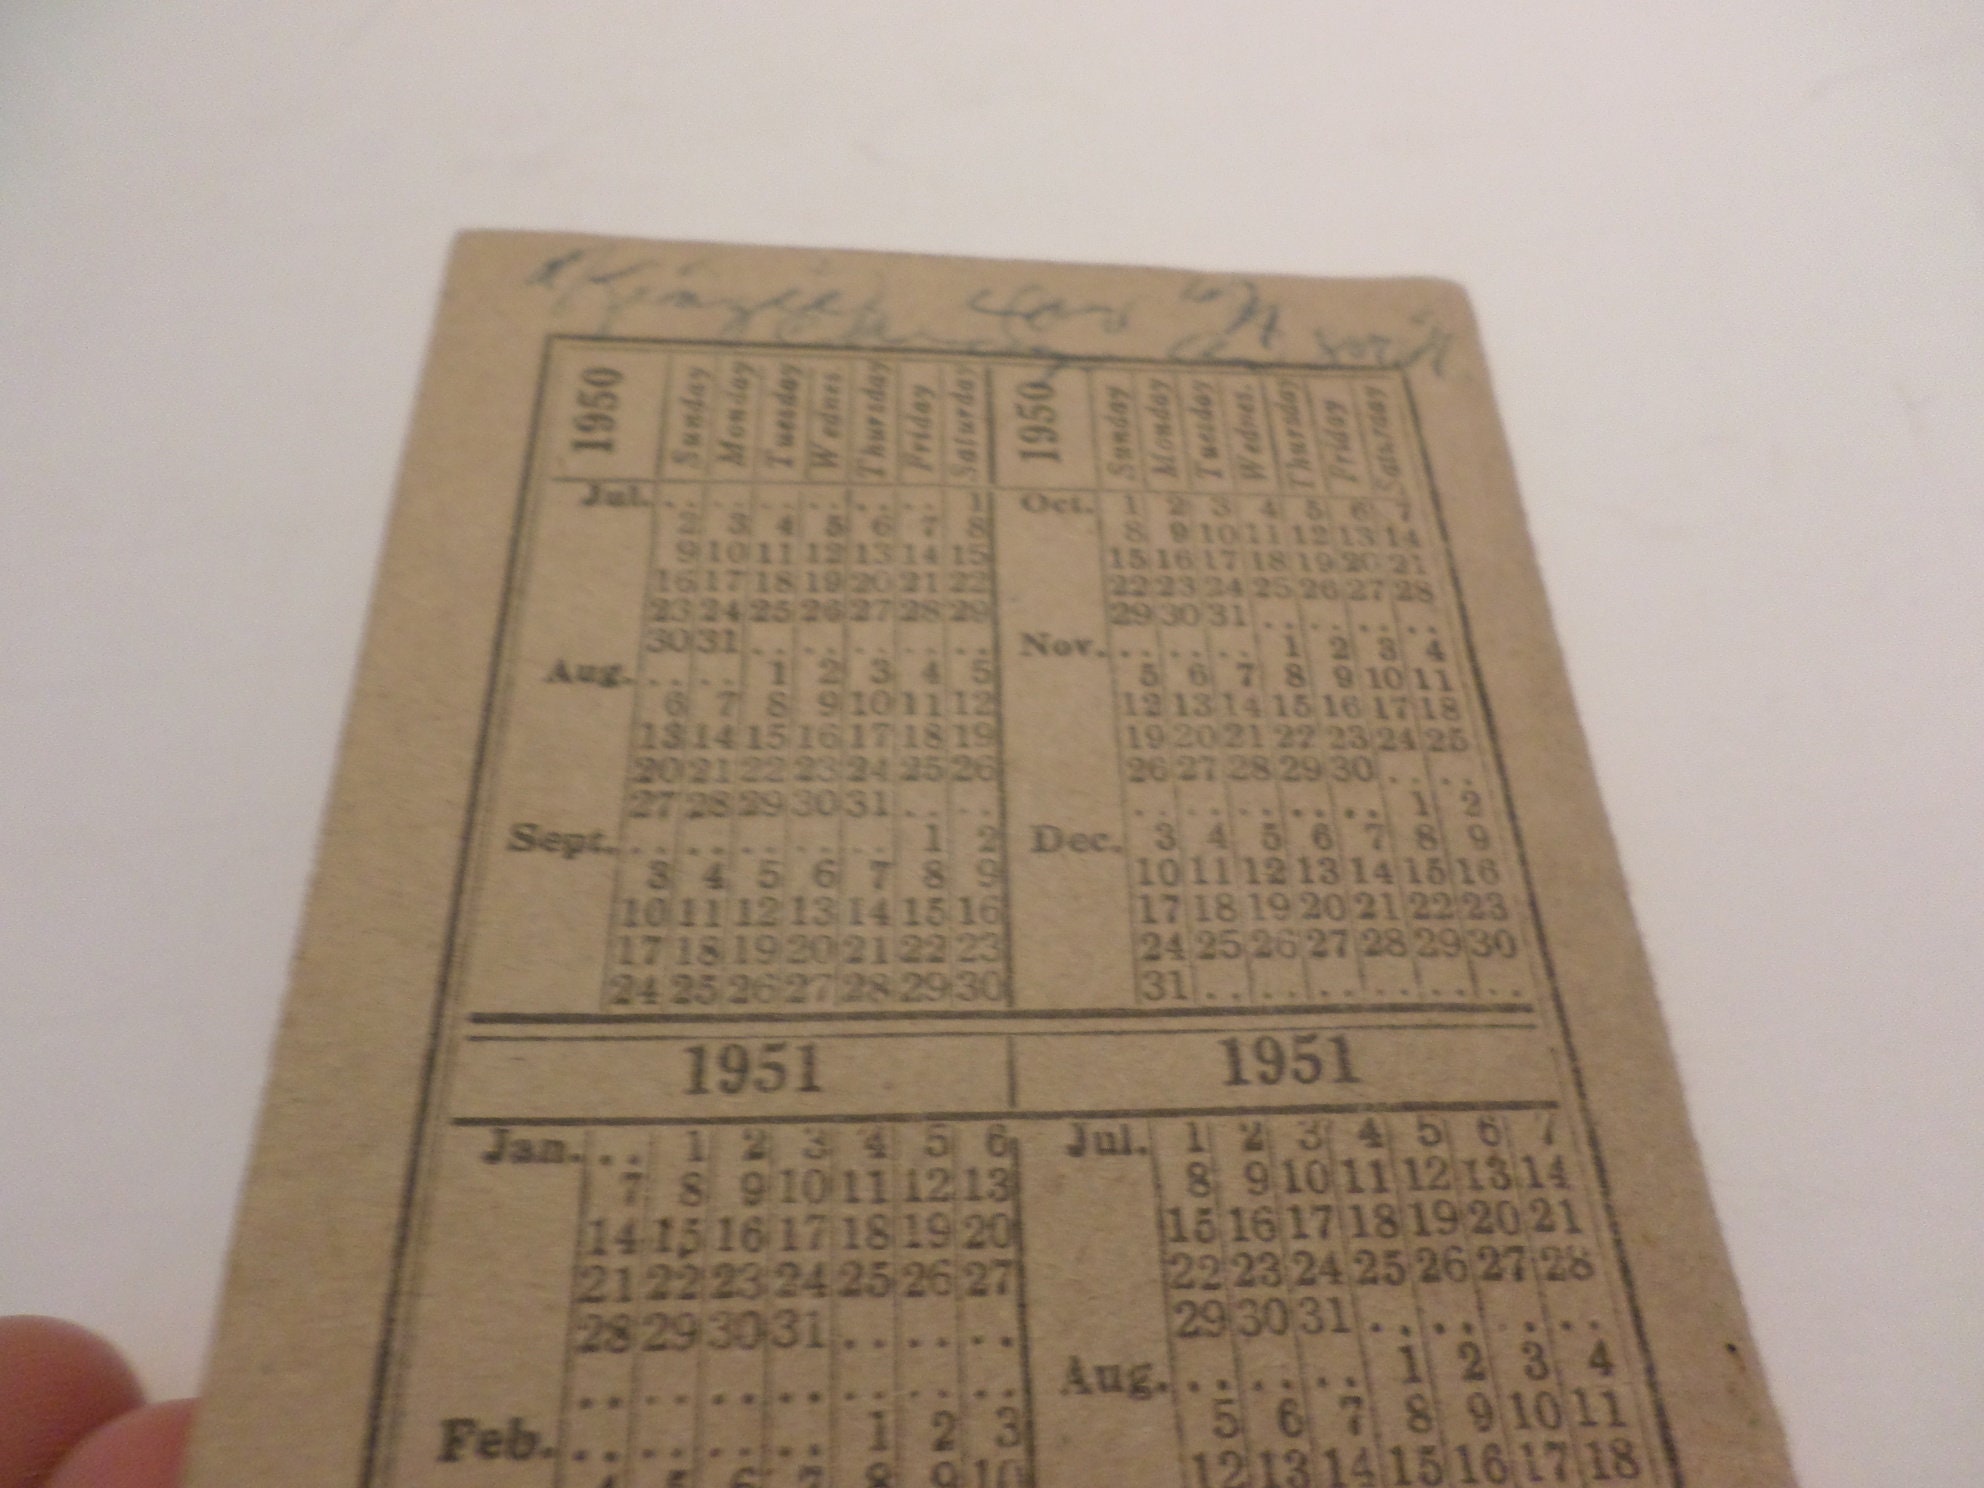 1950 Sunday Monday Tuesday Wednes. Thursday Friday Saturday
Jul. . . . . . . . . . . . . 1
2 3 4 5 6 7 8
9 10 11 12 13 14 15
16 17 18 19 20 21 22
23 24 25 26 27 28 29
30 31 . . . . . . . . . .
Aug. . . . . 1 2 3 4 5
6 7 8 9 10 11 12
13 14 15 16 17 18 19
20 21 22 23 24 25 26
27 28 29 30 31 . . . .
Sept. . . . . . . . . . . 1 2
3 4 5 6 7 8 9
10 11 12 13 14 15 16
17 18 19 20 21 22 23
24 25 26 27 28 29 30
1950 Sunday Monday Tuesday Wednes. Thursday Friday Saturday
Oct. 1 2 3 4 5 6 7
8 9 10 11 12 13 14
15 16 17 18 19 20 21
22 23 24 25 26 27 28
29 30 31 . . . . . . . .
Nov. . . . . . . 1 2 3 4
5 6 7 8 9 10 11
12 13 14 15 16 17 18
19 20 21 22 23 24 25
26 27 28 29 30 . . . .
. . . . . . . . . . 1 2
Dec. 3 4 5 6 7 8 9
10 11 12 13 14 15 16
17 18 19 20 21 22 23
24 25 26 27 28 29 30
31 . . . . . . . . . . . .
1951
Jan. . . 1 2 3 4 5 6
7 8 9 10 11 12 13
14 15 16 17 18 19 20
21 22 23 24 25 26 27
28 29 30 31 . . . . . .
. . . . . . . . . . . . . .
Feb. . . . . . . . . 1 2 3
4 5 6 7 8 9 10
1951
Jul. 1 2 3 4 5 6 7
8 9 10 11 12 13 14
15 16 17 18 19 20 21
22 23 24 25 26 27 28
29 30 31 . . . . . . . .
Aug. . . . . . . 1 2 3 4
5 6 7 8 9 10 11
12 13 14 15 16 17 18